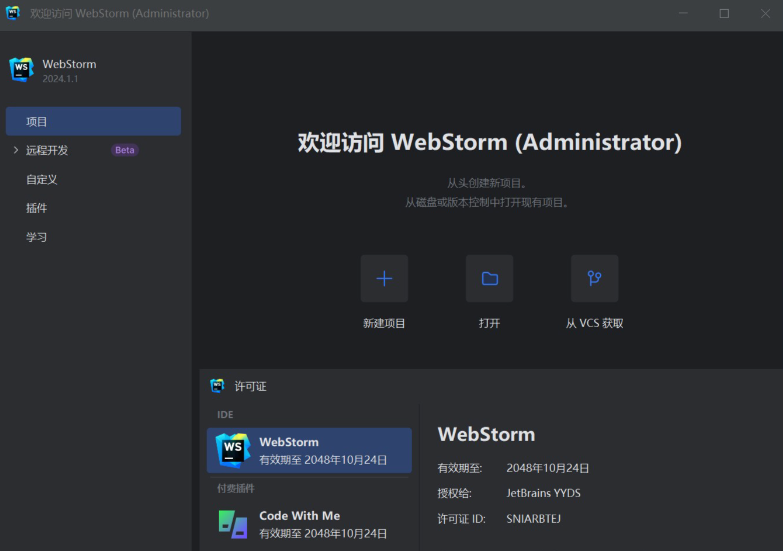 欢迎访问 WebStorm (Administrator)
WebStorm
2024.1.1
项目
远程开发 Beta
自定义
插件
学习
欢迎访问 WebStorm (Administrator)
从头创建新项目。
从磁盘或版本控制中打开现有项目。
新建项目 打开 从 VCS 获取
许可证
IDE
WS WebStorm
有效期至 2048年10月24日
付费插件
Code With Me
有效期至 2048年10月24日
WebStorm
有效期至: 2048年10月24日
授权给: JetBrains YYDS
许可证 ID: SNIARBTEJ